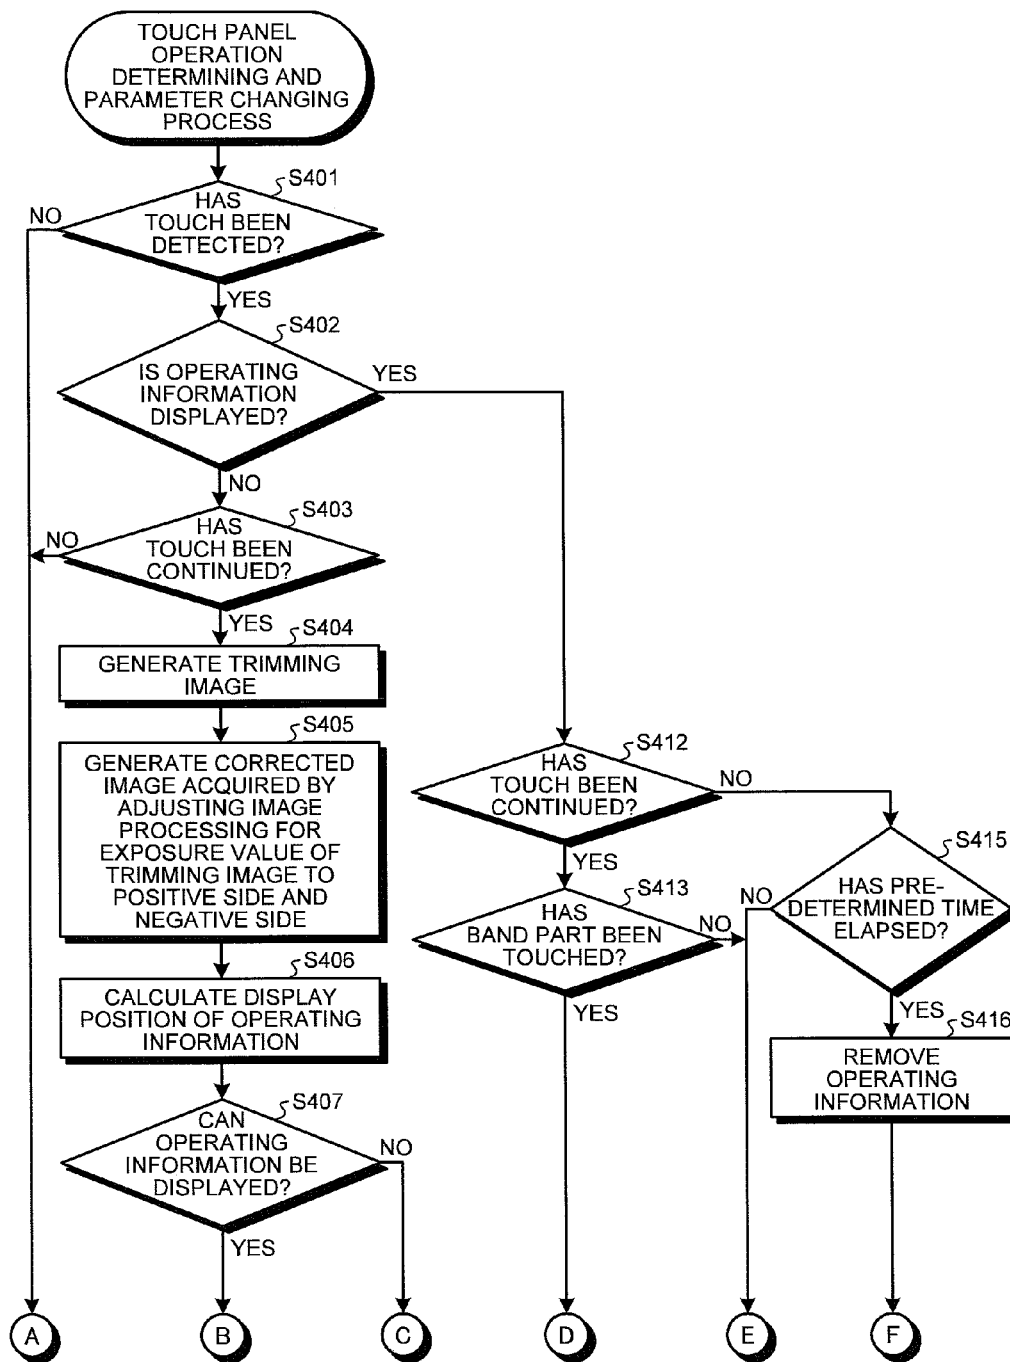 TOUCH PANEL
OPERATION
DETERMINING AND
PARAMETER CHANGING
PROCESS
S401
HAS
TOUCH BEEN
DETECTED?
NO
YES
S402
IS OPERATING
INFORMATION
DISPLAYED?
YES
NO
S403
HAS
TOUCH BEEN
CONTINUED?
NO
YES
S404
GENERATE TRIMMING
IMAGE
S405
GENERATE CORRECTED
IMAGE ACQUIRED BY
ADJUSTING IMAGE
PROCESSING FOR
EXPOSURE VALUE OF
TRIMMING IMAGE TO
POSITIVE SIDE AND
NEGATIVE SIDE
S406
CALCULATE DISPLAY
POSITION OF OPERATING
INFORMATION
S407
CAN
OPERATING
INFORMATION BE
DISPLAYED?
NO
YES
S412
HAS
TOUCH BEEN
CONTINUED?
NO
YES
S413
HAS
BAND PART BEEN
TOUCHED?
NO
YES
S415
HAS PRE-
DETERMINED TIME
ELAPSED?
NO
YES
S416
REMOVE
OPERATING
INFORMATION
A
B
C
D
E
F